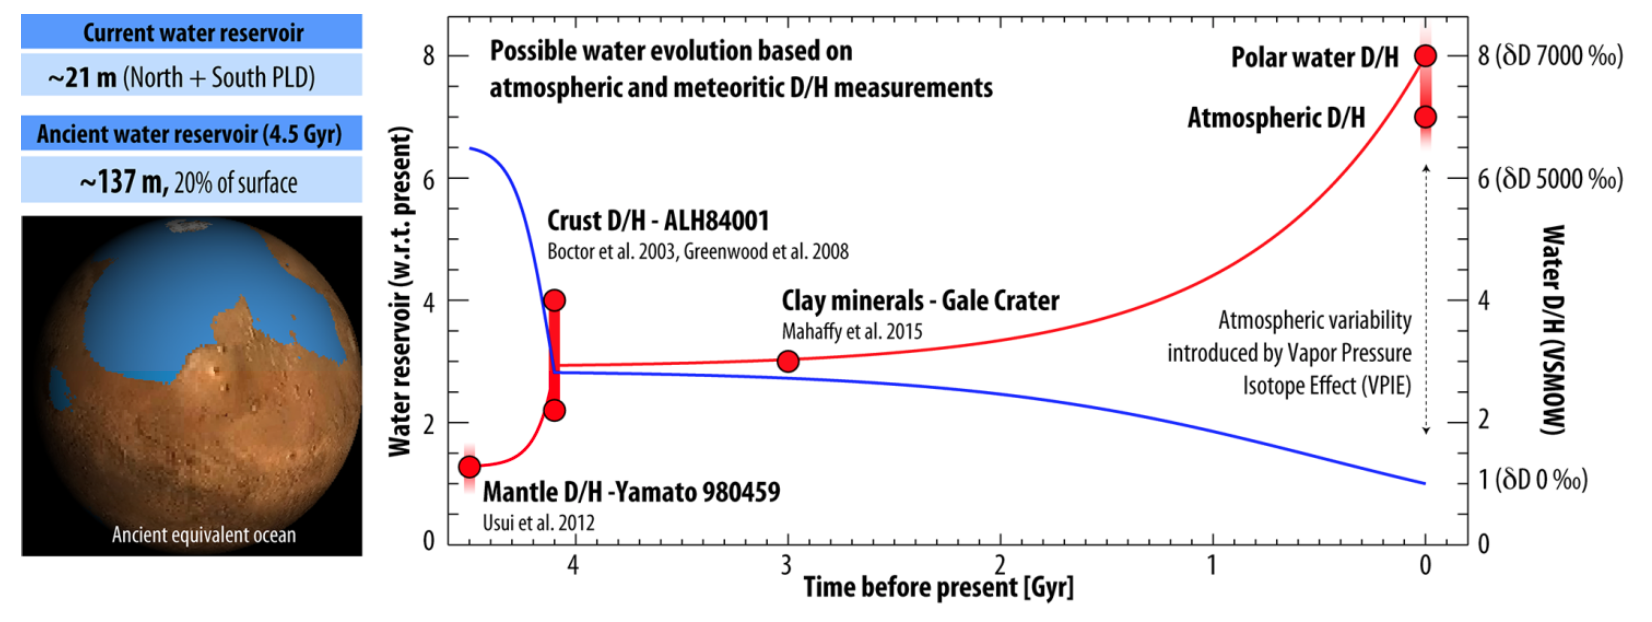 Current water reservoir
~21 m (North + South PLD)
Ancient water reservoir (4.5 Gyr)
~137 m, 20% of surface
Ancient equivalent ocean
Possible water evolution based on
atmospheric and meteoritic D/H measurements
Water reservoir (w.r.t. present)
8
6
4
2
0
Polar water D/H
Atmospheric D/H
Crust D/H - ALH84001
Boctor et al. 2003, Greenwood et al. 2008
Clay minerals - Gale Crater
Mahaffy et al. 2015
Atmospheric variability
introduced by Vapor Pressure
Isotope Effect (VPIE)
Mantle D/H -Yamato 980459
Usui et al. 2012
8 (δD 7000 ‰)
6 (δD 5000 ‰)
4
2
1 (δD 0 ‰)
0
Water D/H (VSMOW)
4
3
2
1
0
Time before present [Gyr]